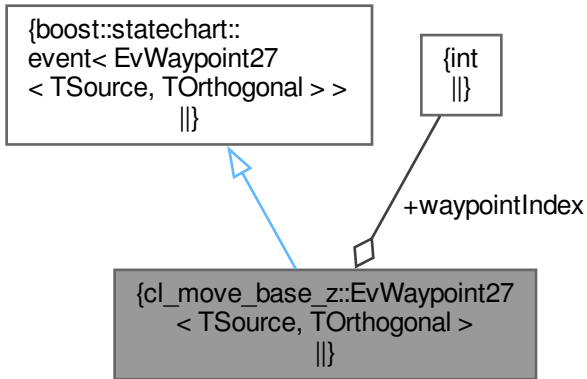 {boost::statechart::
event< EvWaypoint27
< TSource, TOrthogonal > >
||}
{int
||}
+waypointIndex
{cl_move_base_z::EvWaypoint27
< TSource, TOrthogonal >
||}